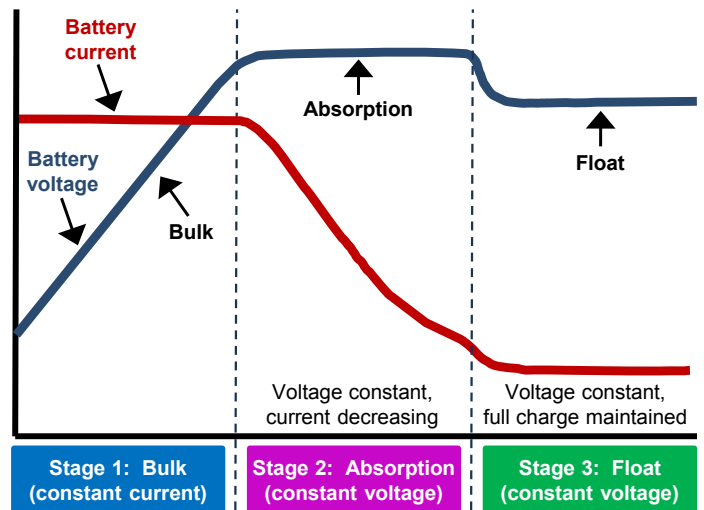 Battery
current
Absorption
Float
Battery
voltage
Bulk
Voltage constant,
current decreasing
Voltage constant,
full charge maintained
Stage 1:  Bulk
(constant current)
Stage 2:  Absorption
(constant voltage)
Stage 3:  Float
(constant voltage)